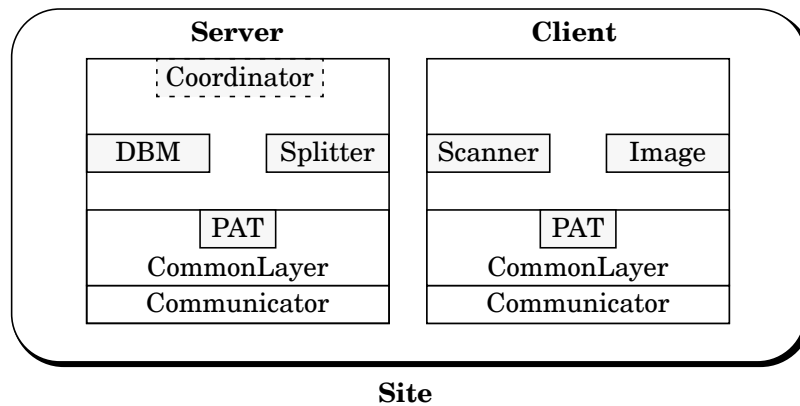 Server Client
Coordinator
DBM Splitter Scanner Image
PAT PAT
CommonLayer CommonLayer
Communicator Communicator
Site